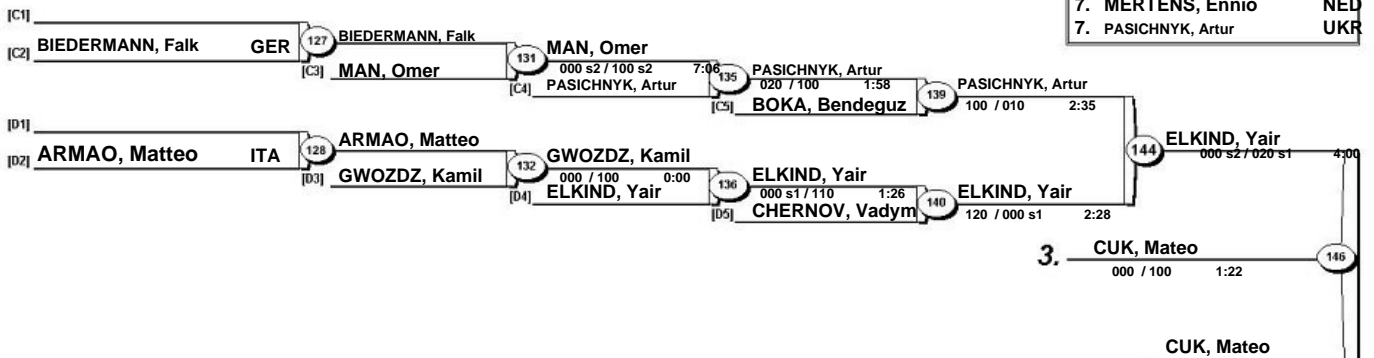 7. MERTENS, Ennio NED
7. PASICHNYK, Artur UKR
[C1]
[C2] BIEDERMANN, Falk GER 127
BIEDERMANN, Falk
[C3] MAN, Omer
131
MAN, Omer
000 s2 / 100 s2 7:06
[C4] PASICHNYK, Artur
135
PASICHNYK, Artur
020 / 100 1:58
[C5] BOKA, Bendeguz
139
PASICHNYK, Artur
100 / 010 2:35
[D1]
[D2] ARMAO, Matteo ITA 128
ARMAO, Matteo
[D3] GWOZDZ, Kamil
132
GWOZDZ, Kamil
000 / 100 0:00
[D4] ELKIND, Yair
136
ELKIND, Yair
000 s1 / 110 1:26
[D5] CHERNOV, Vadym
140
ELKIND, Yair
120 / 000 s1 2:28
144
ELKIND, Yair
000 s2 / 020 s1 4:00
3. CUK, Mateo
000 / 100 1:22
146
CUK, Mateo